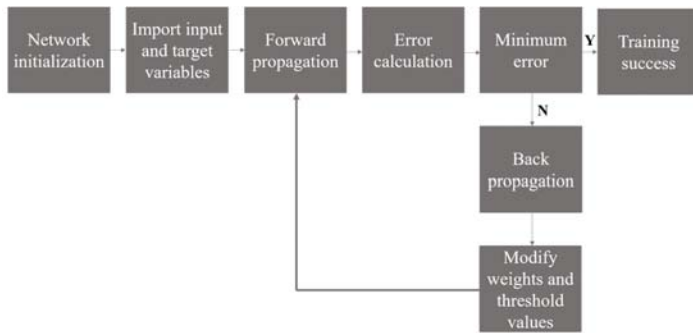 Network
initialization
Import input
and target
variables
Forward
propagation
Error
calculation
Minimum
error
Y
Training
success
N
Back
propagation
Modify
weights and
threshold
values